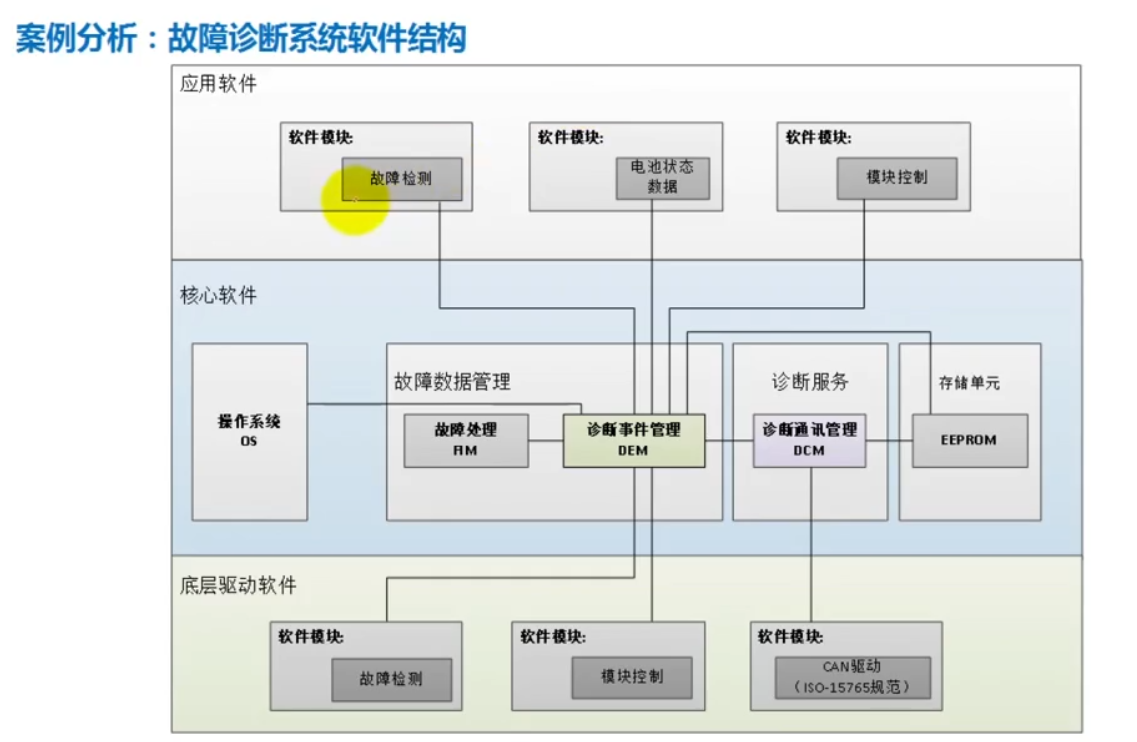 案例分析：故障诊断系统软件结构
应用软件
软件模块:
故障检测
软件模块:
电池状态
数据
软件模块:
模块控制
核心软件
操作系统
OS
故障数据管理
故障处理
FIM
诊断事件管理
DEM
诊断服务
诊断通讯管理
DCM
存储单元
EEPROM
底层驱动软件
软件模块:
故障检测
软件模块:
模块控制
软件模块:
CAN驱动
（ISO-15765规范）